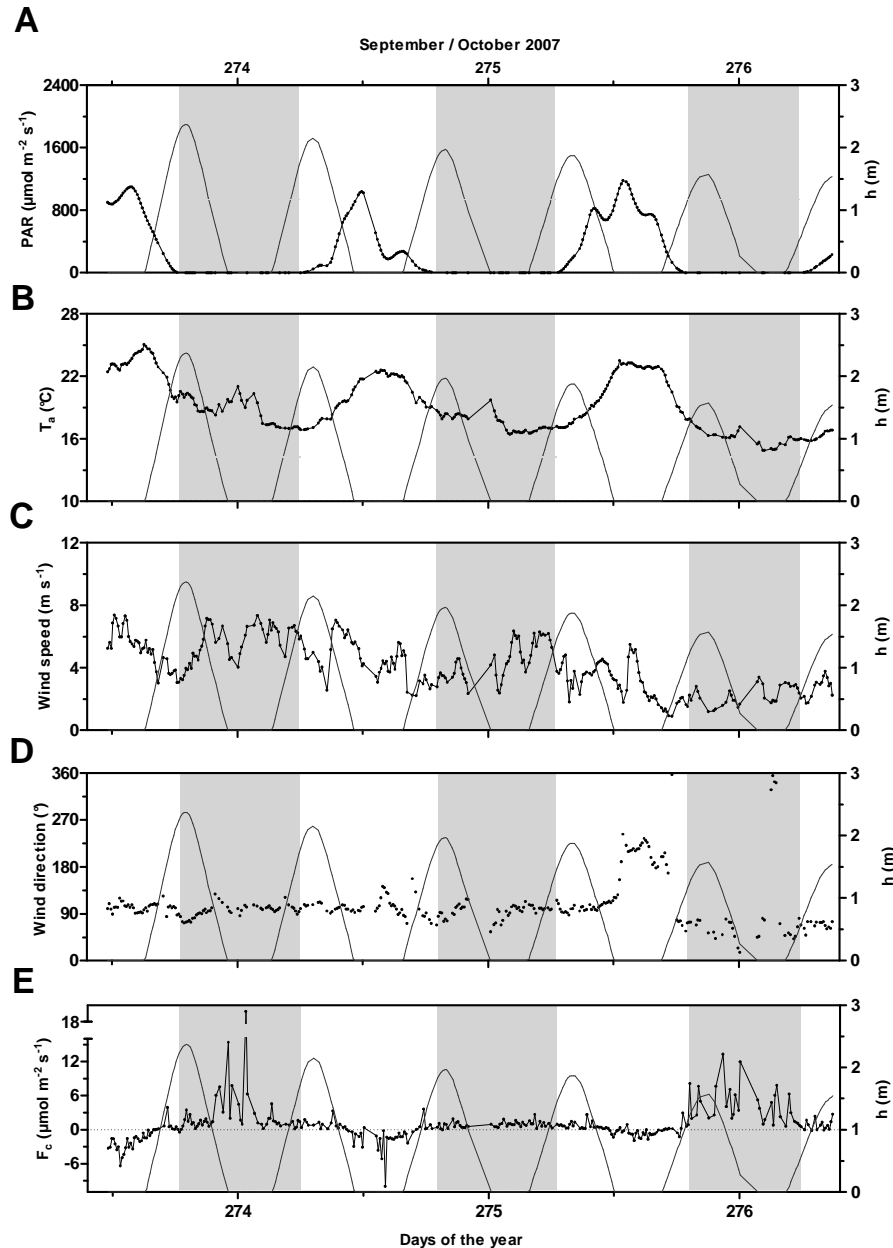 A
September / October 2007
274 275 276
2400
1600
800
0
PAR (µmol m⁻² s⁻¹)
3
2
1
0
h (m)
B
28
22
16
10
Tₐ (°C)
3
2
1
0
h (m)
C
12
8
4
0
Wind speed (m s⁻¹)
3
2
1
0
h (m)
D
360
270
180
90
0
Wind direction (°)
3
2
1
0
h (m)
E
18
12
6
0
-6
F_c (µmol m⁻² s⁻¹)
3
2
1
0
h (m)
274 275 276
Days of the year